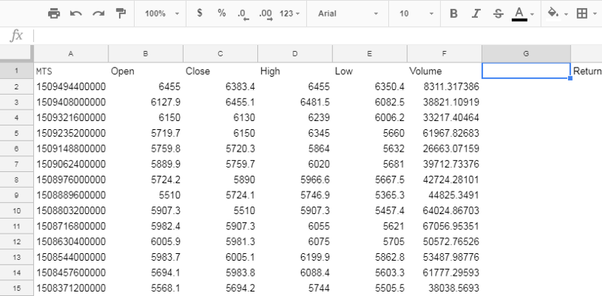 100% $ % .0 .00 123 Arial 10 B I S A
fx
A B C D E F G
1 MTS Open Close High Low Volume Return
2 1509494400000 6455 6383.4 6455 6350.4 8311.317386
3 1509408000000 6127.9 6455.1 6481.5 6082.5 38821.10919
4 1509321600000 6150 6130 6239 6006.2 33217.40464
5 1509235200000 5719.7 6150 6345 5660 61967.82683
6 1509148800000 5759.8 5720.3 5864 5632 26663.07159
7 1509062400000 5889.9 5759.7 6020 5681 39712.73376
8 1508976000000 5724.2 5890 5966.6 5667.5 42724.28101
9 1508889600000 5510 5724.1 5746.9 5365.3 44825.3491
10 1508803200000 5907.3 5510 5907.3 5457.4 64024.86703
11 1508716800000 5982.4 5907.3 6055 5621 67056.95351
12 1508630400000 6005.9 5981.3 6075 5705 50572.76526
13 1508544000000 5983.7 6005.1 6199.9 5862.8 53487.98776
14 1508457600000 5694.1 5983.8 6088.4 5603.3 61777.29593
15 1508371200000 5568.1 5694.2 5744 5505.5 38038.5693